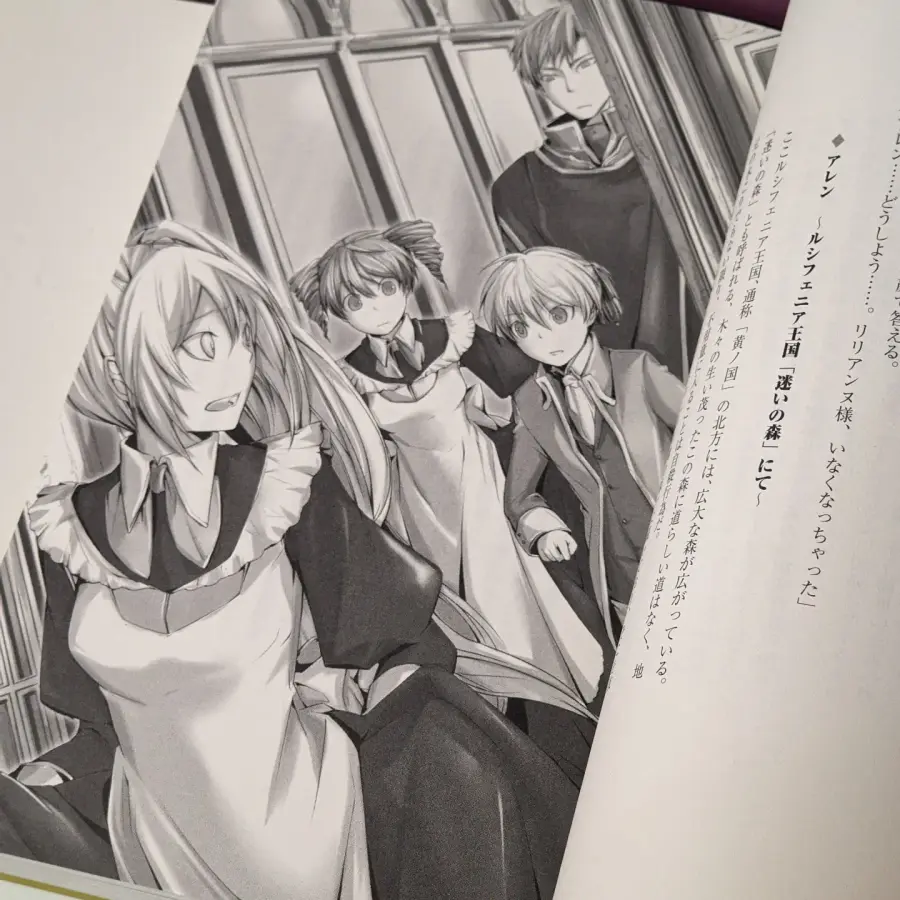 答える。
どうしよう……。リリアンヌ様、いなくなっちゃった」
◆アレン ～ルシフェニア王国「迷いの森」にて～
ここルシフェニア王国、通称「黄ノ国」の北方には、広大な森が広がっている。
『迷いの森』とも呼ばれる、木々の生い茂ったこの森に道らしい道はなく、地